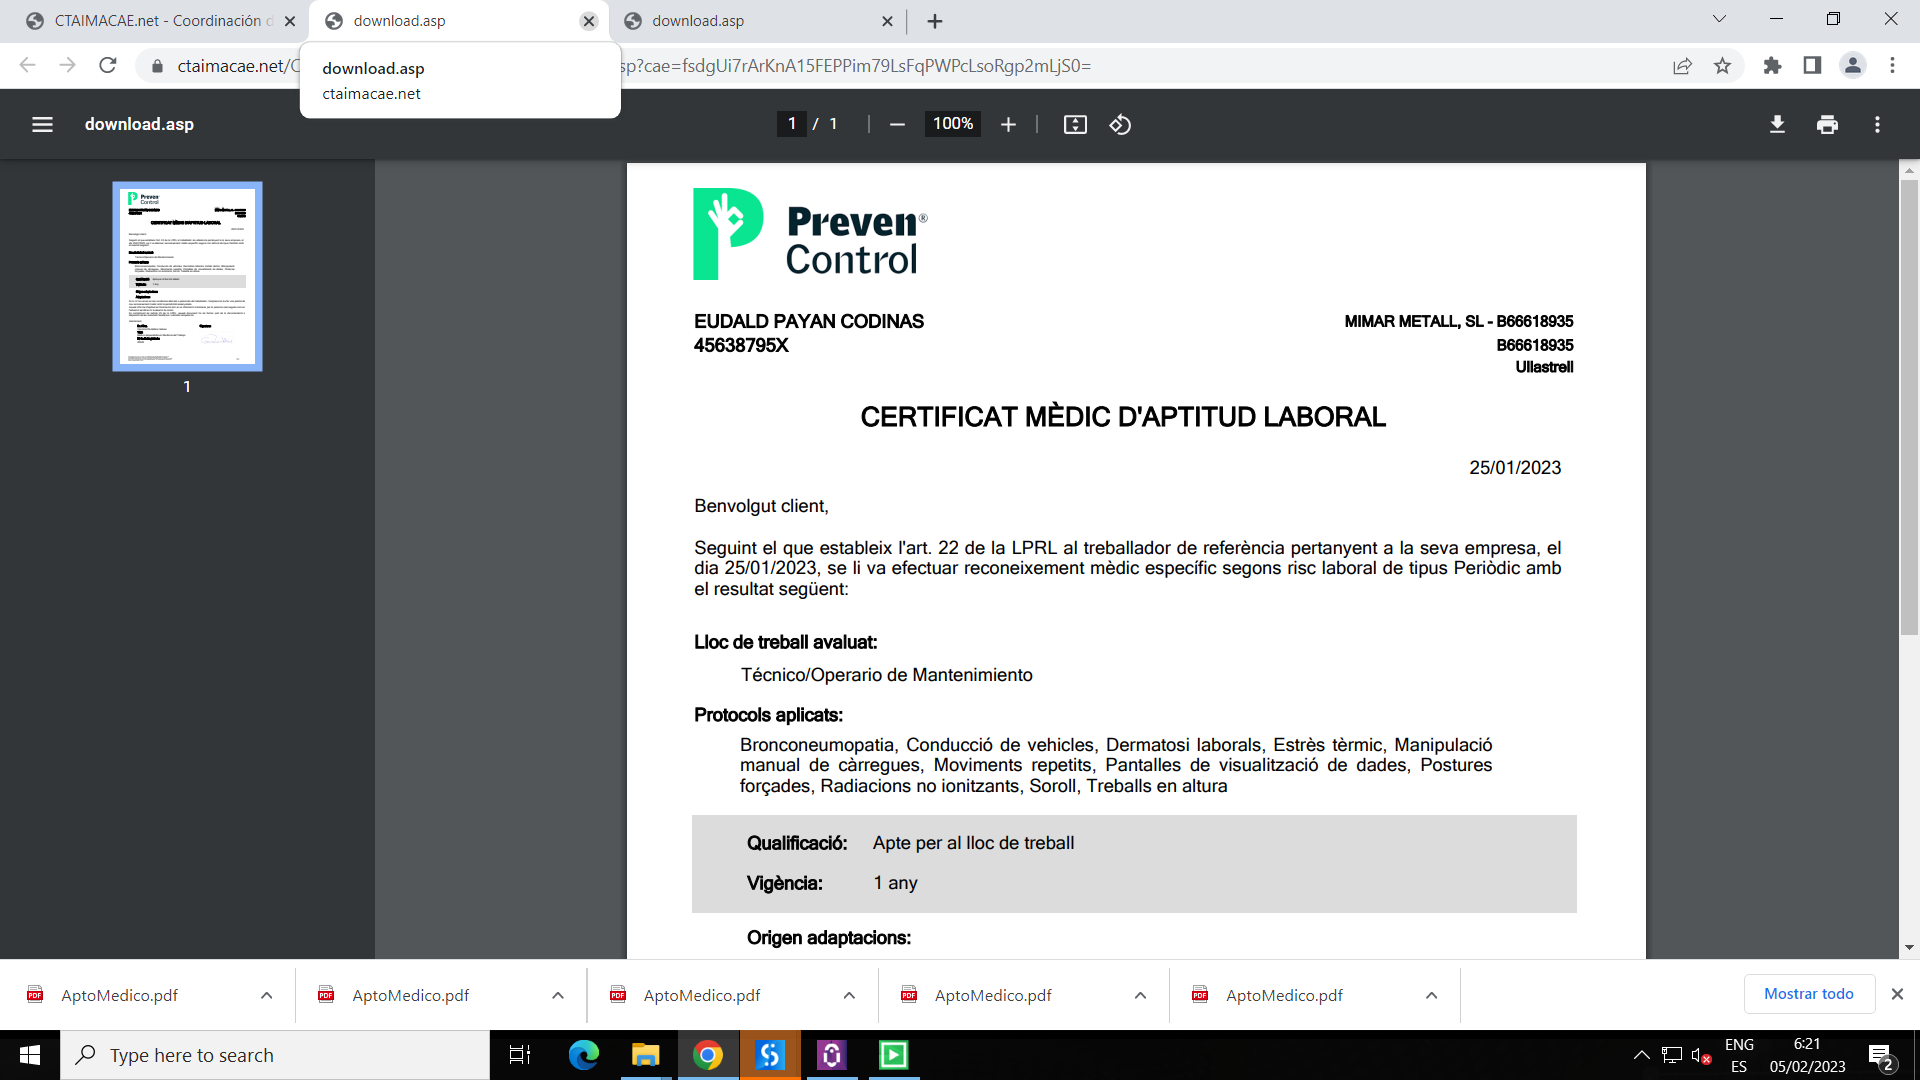 CTAIMACAE.net - Coordinación d
download.asp
download.asp
ctaimacae.net/C
sp?cae=fsdgUi7rArKnA15FEPPim79LsFqPWPcLsoRgp2mLjS0=
download.asp
ctaimacae.net
download.asp
1 / 1
100%
1
Preven®
Control
EUDALD PAYAN CODINAS
45638795X
MIMAR METALL, SL - B66618935
B66618935
Ullastrell
CERTIFICAT MÈDIC D'APTITUD LABORAL
25/01/2023
Benvolgut client,
Seguint el que estableix l'art. 22 de la LPRL al treballador de referència pertanyent a la seva empresa, el
dia 25/01/2023, se li va efectuar reconeixement mèdic específic segons risc laboral de tipus Periòdic amb
el resultat següent:
Lloc de treball avaluat:
Técnico/Operario de Mantenimiento
Protocols aplicats:
Bronconeumopatia, Conducció de vehicles, Dermatosi laborals, Estrès tèrmic, Manipulació
manual de càrregues, Moviments repetits, Pantalles de visualització de dades, Postures
forçades, Radiacions no ionitzants, Soroll, Treballs en altura
Qualificació: Apte per al lloc de treball
Vigència: 1 any
Origen adaptacions:
AptoMedico.pdf
AptoMedico.pdf
AptoMedico.pdf
AptoMedico.pdf
AptoMedico.pdf
Mostrar todo
Type here to search
ENG
ES
6:21
05/02/2023
2